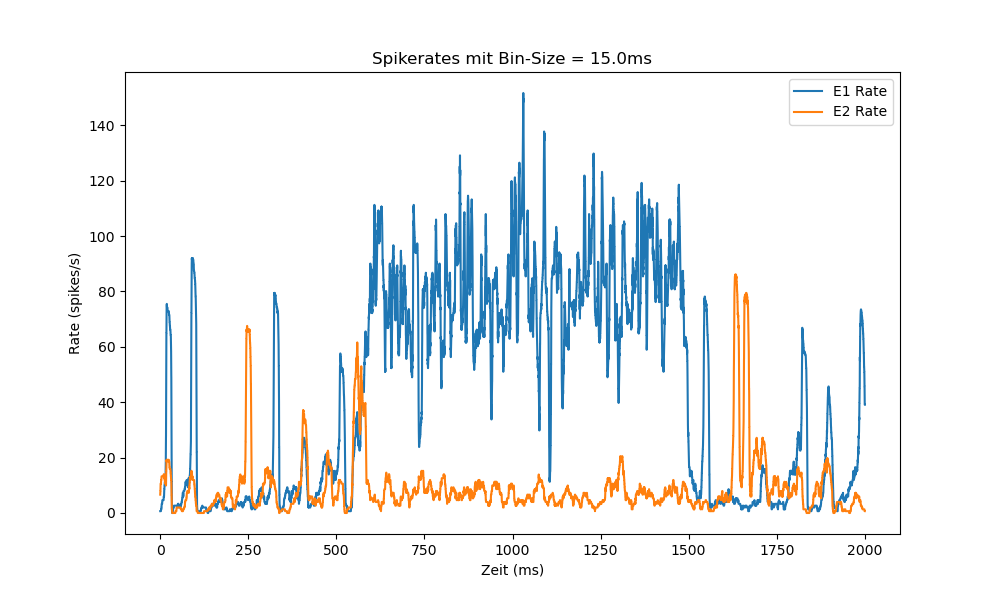 Spikerates mit Bin-Size = 15.0ms
E1 Rate
E2 Rate
Rate (spikes/s)
140
120
100
80
60
40
20
0
0 250 500 750 1000 1250 1500 1750 2000
Zeit (ms)